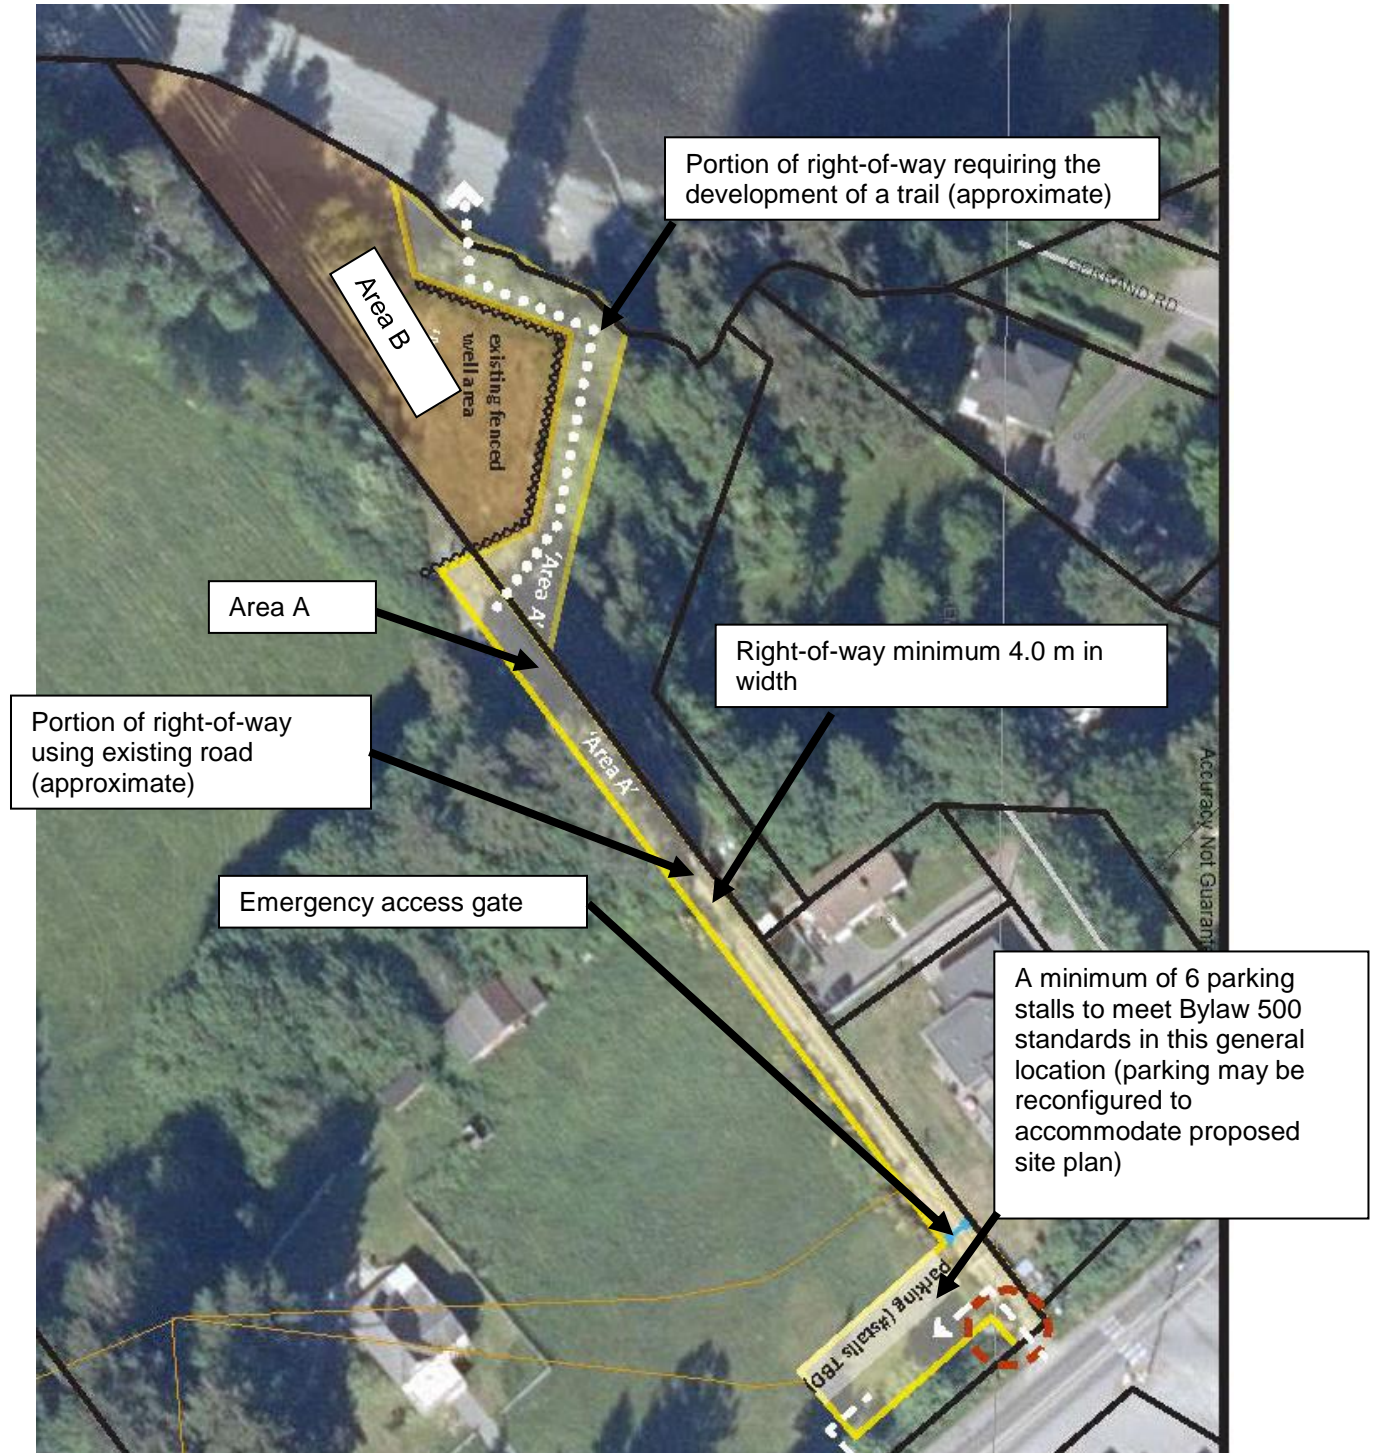 Portion of right-of-way requiring the
development of a trail (approximate)
GERRAND RD
Area B
existing fenced
well area
'Area A'
Area A
Right-of-way minimum 4.0 m in
width
Portion of right-of-way
using existing road
(approximate)
'Area A'
Accuracy Not
Emergency access gate
A minimum of 6 parking
stalls to meet Bylaw 500
standards in this general
location (parking may be
reconfigured to
accommodate proposed
site plan)
parking (#stalls TBD)